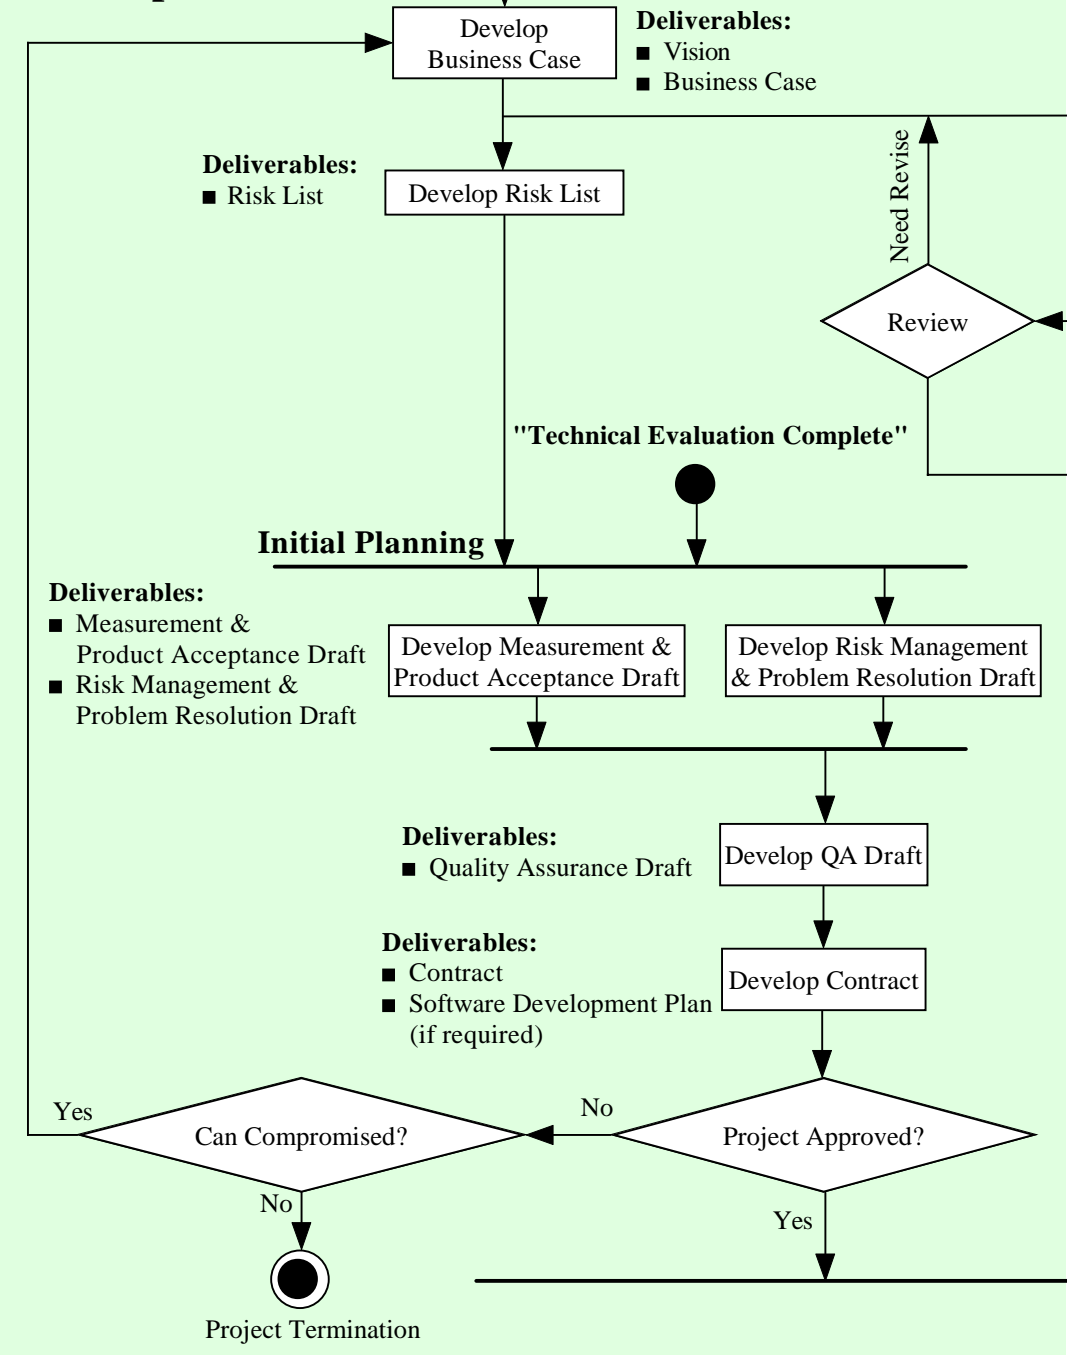 Develop
Business Case
Deliverables:
■ Vision
■ Business Case
Deliverables:
■ Risk List
Develop Risk List
Need Revise
Review
"Technical Evaluation Complete"
Initial Planning
Deliverables:
■ Measurement &
Product Acceptance Draft
■ Risk Management &
Problem Resolution Draft
Develop Measurement &
Product Acceptance Draft
Develop Risk Management
& Problem Resolution Draft
Deliverables:
■ Quality Assurance Draft
Develop QA Draft
Deliverables:
■ Contract
■ Software Development Plan
(if required)
Develop Contract
Yes
Can Compromised?
No
Project Approved?
No
Yes
Project Termination